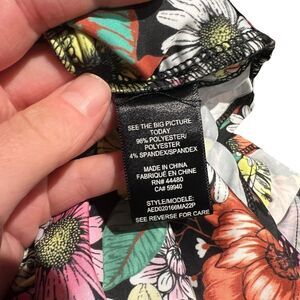 SEE THE BIG PICTURE
TODAY
96% POLYESTER/
POLYESTER
4% SPANDEX/SPANDEX
MADE IN CHINA
FABRIQUÉ EN CHINE
RN# 44480
CA# 59940
STYLE/MODELE:
AED020166MA22P
SEE REVERSE FOR CARE